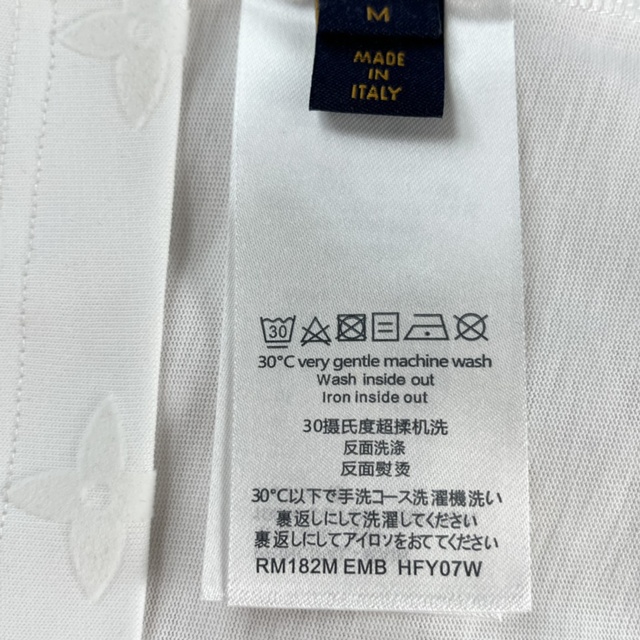 M
MADE
IN
ITALY
30
30°C very gentle machine wash
Wash inside out
Iron inside out
30摄氏度超揉机洗
反面洗涤
反面熨烫
30°C以下で手洗コース洗濯機洗い
裏返しにして洗濯してください
裏返しにしてアイロソをおててください
RM182M EMB HFY07W